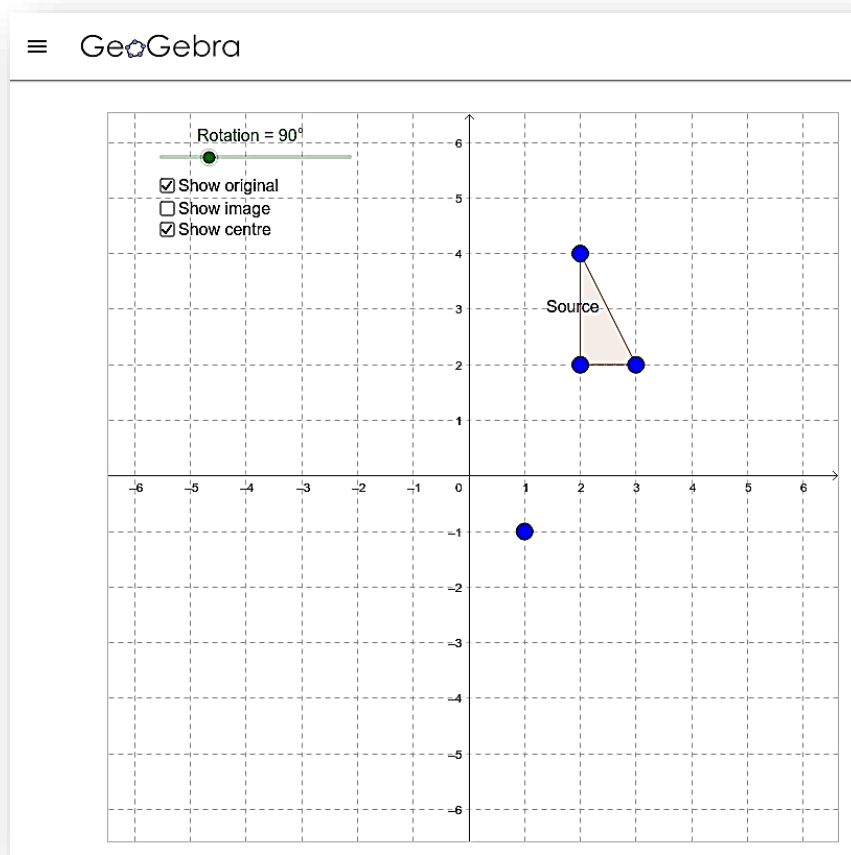 GeoGebra
Rotation = 90°
Show original
Show image
Show centre
6
5
4
Source
3
2
1
–6 –5 –4 –3 –2 –1 0 1 2 3 4 5 6
–1
–2
–3
–4
–5
–6